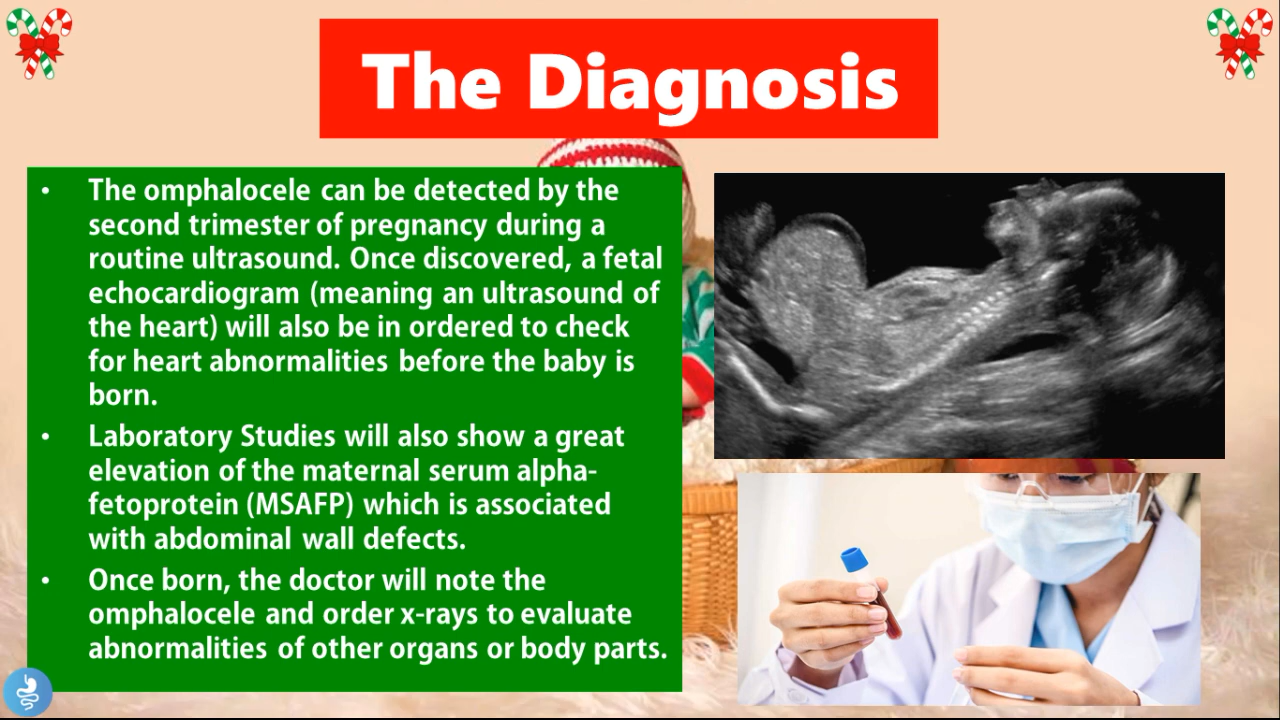 The Diagnosis
• The omphalocele can be detected by the
second trimester of pregnancy during a
routine ultrasound. Once discovered, a fetal
echocardiogram (meaning an ultrasound of
the heart) will also be in ordered to check
for heart abnormalities before the baby is
born.
• Laboratory Studies will also show a great
elevation of the maternal serum alpha-
fetoprotein (MSAFP) which is associated
with abdominal wall defects.
• Once born, the doctor will note the
omphalocele and order x-rays to evaluate
abnormalities of other organs or body parts.